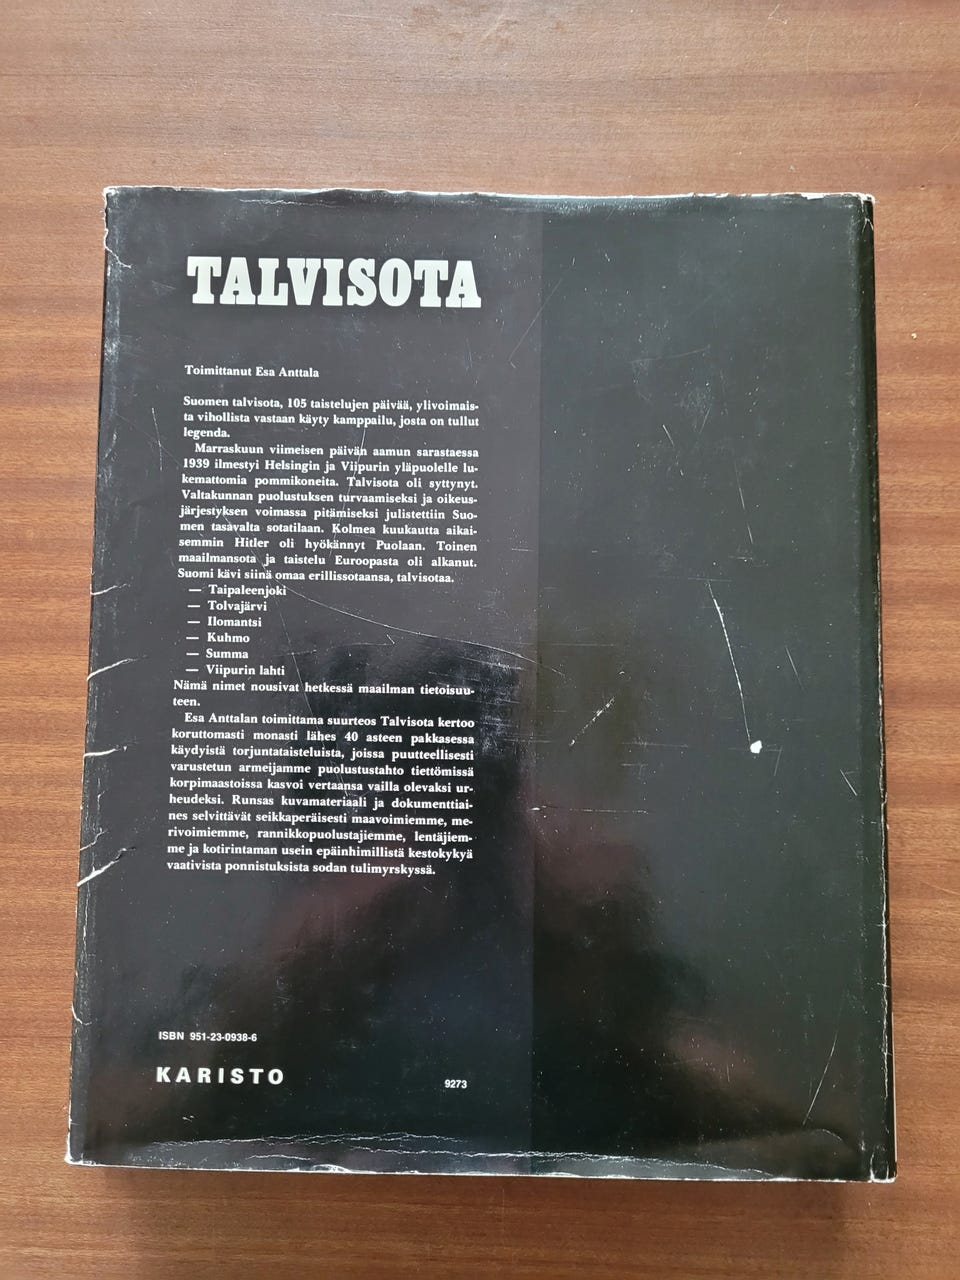 TALVISOTA
Toimittanut Esa Anttala
Suomen talvisota, 105 taistelujen päivää, ylivoimais-
ta vihollista vastaan käyty kamppailu, josta on tullut
legenda.
Marraskuun viimeisen päivän aamun sarastaessa
1939 ilmestyi Helsingin ja Viipurin yläpuolelle lu-
kemattomia pommikoneita. Talvisota oli syttynyt.
Valtakunnan puolustuksen turvaamiseksi ja oikeus-
järjestyksen voimassa pitämiseksi julistettiin Suo-
men tasavalta sotatilaan. Kolmea kuukautta aikai-
semmin Hitler oli hyökännyt Puolaan. Toinen
maailmansota ja taistelu Euroopasta oli alkanut.
Suomi kävi siinä omaa erillissotaansa, talvisotaa.
— Taipaleenjoki
— Tolvajärvi
— Ilomantsi
— Kuhmo
— Summa
— Viipurin lahti
Nämä nimet nousivat hetkessä maailman tietoisuu-
teen.
Esa Anttalan toimittama suurteos Talvisota kertoo
koruttomasti monasti lähes 40 asteen pakkasessa
käydyistä torjuntataisteluista, joissa puutteellisesti
varustetun armeijamme puolustustahto tiettömissä
korpimaastoissa kasvoi vertaansa vailla olevaksi ur-
heudeksi. Runsas kuvamateriaali ja dokumenttiai-
nes selvittävät seikkaperäisesti maavoimiemme, me-
rivoimiemme, rannikkopuolustajiemme, lentäjiem-
me ja kotirintaman usein epäinhimillistä kestokykyä
vaativista ponnistuksista sodan tulimyrskyssä.
ISBN 951-23-0938-6
KARISTO
9273